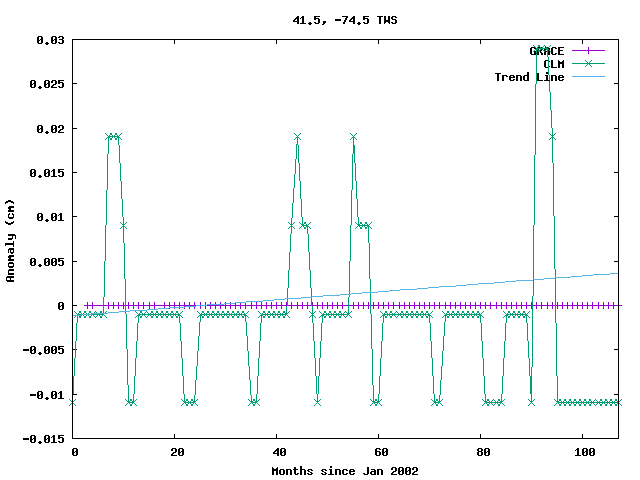 41.5, -74.5 TWS
0.03
0.025
0.02
0.015
0.01
0.005
0
-0.005
-0.01
-0.015
Anomaly (cm)
GRACE
CLM
Trend Line
0 20 40 60 80 100
Months since Jan 2002